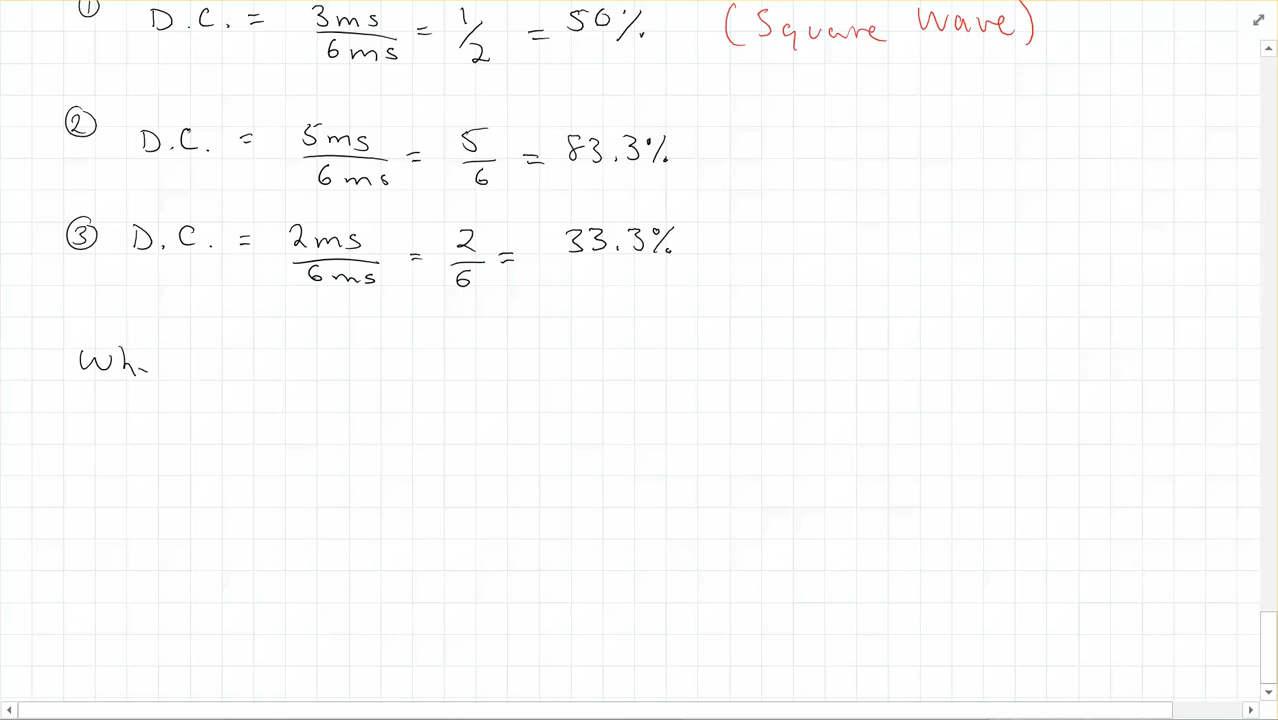 ① D.C. = 3ms/6ms = 1/2 = 50% (Square Wave)
② D.C. = 5ms/6ms = 5/6 = 83.3%
③ D.C. = 2ms/6ms = 2/6 = 33.3%
Wh